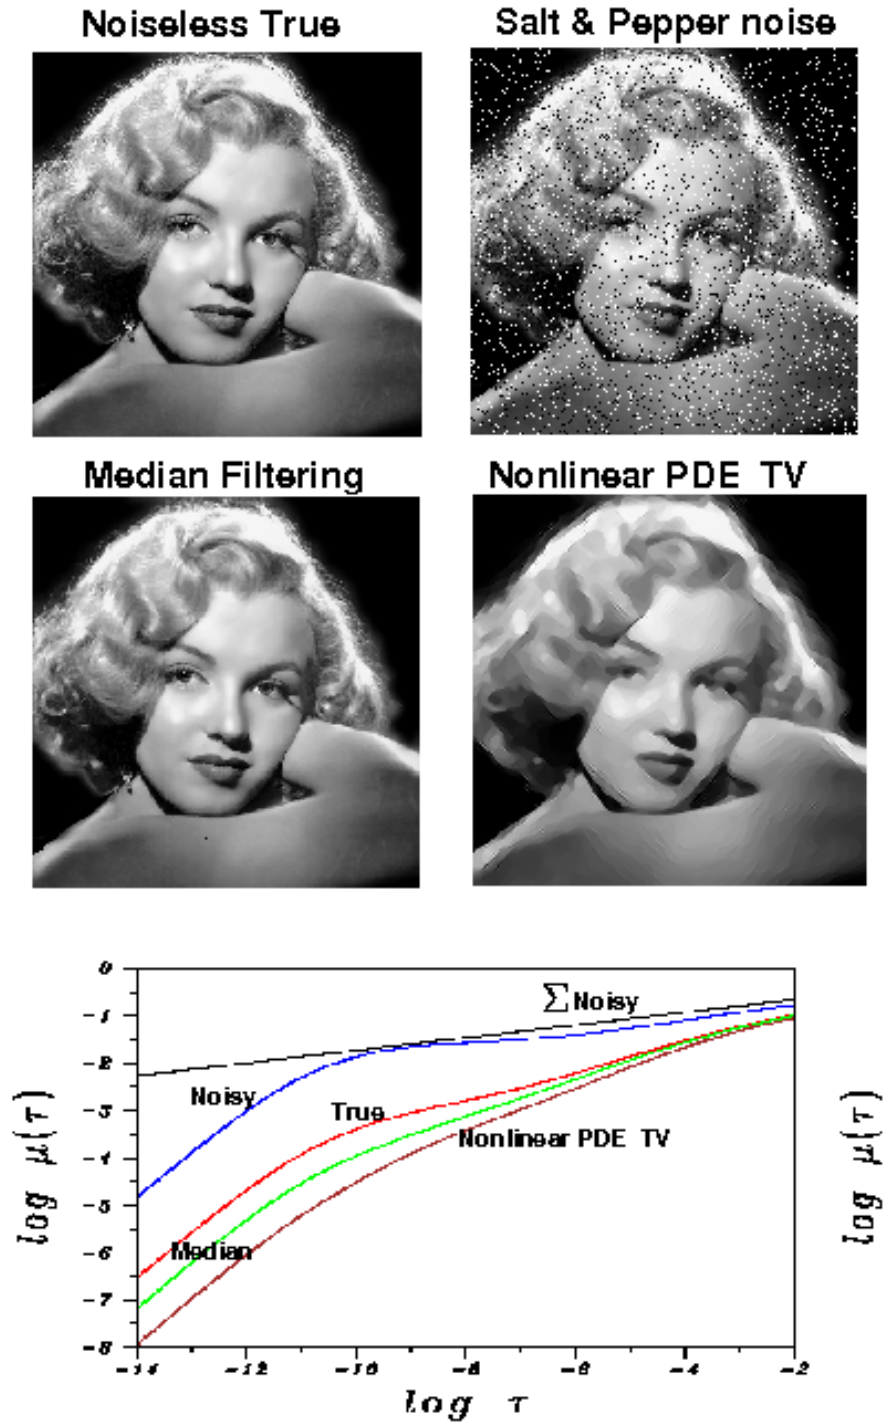 Noiseless True
Salt & Pepper noise
Median Filtering
Nonlinear PDE TV
0
-1
-2
-3
-4
-5
-6
-7
-8
log μ(τ)
Σ Noisy
Noisy
True
Nonlinear PDE TV
Median
log μ(τ)
-14 -12 -10 -8 -6 -4 -2
log τ